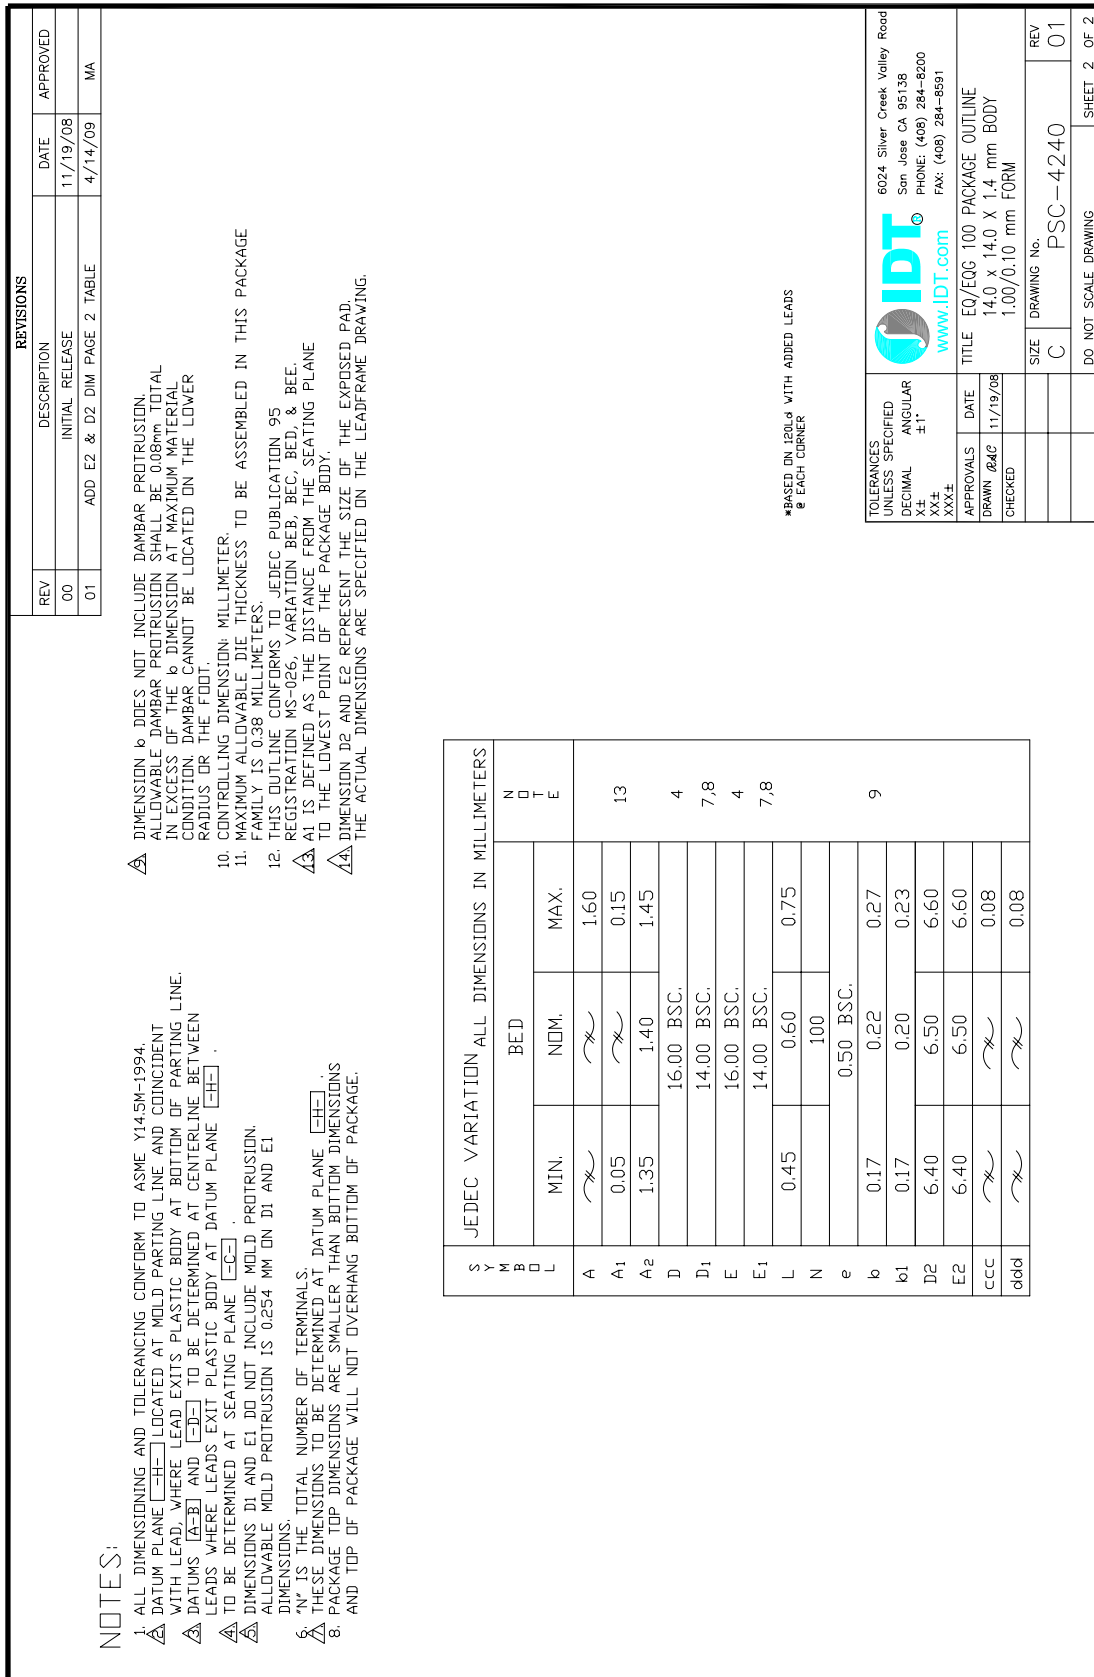 NOTES:
1. ALL DIMENSIONING AND TOLERANCING CONFORM TO ASME Y14.5M-1994.
2. DATUM PLANE -H- LOCATED AT MOLD PARTING LINE AND COINCIDENT
WITH LEAD, WHERE LEAD EXITS PLASTIC BODY AT BOTTOM OF PARTING LINE.
3. DATUMS A-B AND -D- TO BE DETERMINED AT CENTERLINE BETWEEN
LEADS WHERE LEADS EXIT PLASTIC BODY AT DATUM PLANE -H- .
4. TO BE DETERMINED AT SEATING PLANE -C- .
5. DIMENSIONS D1 AND E1 DO NOT INCLUDE MOLD PROTRUSION.
ALLOWABLE MOLD PROTRUSION IS 0.254 MM ON D1 AND E1
DIMENSIONS.
6. "N" IS THE TOTAL NUMBER OF TERMINALS.
7. THESE DIMENSIONS TO BE DETERMINED AT DATUM PLANE -H- .
8. PACKAGE TOP DIMENSIONS ARE SMALLER THAN BOTTOM DIMENSIONS
AND TOP OF PACKAGE WILL NOT OVERHANG BOTTOM OF PACKAGE.
9. DIMENSION b DOES NOT INCLUDE DAMBAR PROTRUSION.
ALLOWABLE DAMBAR PROTRUSION SHALL BE 0.08mm TOTAL
IN EXCESS OF THE b DIMENSION AT MAXIMUM MATERIAL
CONDITION. DAMBAR CANNOT BE LOCATED ON THE LOWER
RADIUS OR THE FOOT.
10. CONTROLLING DIMENSION: MILLIMETER.
11. MAXIMUM ALLOWABLE DIE THICKNESS TO BE ASSEMBLED IN THIS PACKAGE
FAMILY IS 0.38 MILLIMETERS.
12. THIS OUTLINE CONFORMS TO JEDEC PUBLICATION 95
REGISTRATION MS-026, VARIATION BEB, BEC, BED, & BEE.
13. A1 IS DEFINED AS THE DISTANCE FROM THE SEATING PLANE
TO THE LOWEST POINT OF THE PACKAGE BODY.
14. DIMENSION D2 AND E2 REPRESENT THE SIZE OF THE EXPOSED PAD.
THE ACTUAL DIMENSIONS ARE SPECIFIED ON THE LEADFRAME DRAWING.
REVISIONS
REV DESCRIPTION DATE APPROVED
00 INITIAL RELEASE 11/19/08
01 ADD E2 & D2 DIM PAGE 2 TABLE 4/14/09 MA
JEDEC VARIATION ALL DIMENSIONS IN MILLIMETERS
SYMBOL BED NOTE
MIN. NOM. MAX.
A 1.60
A1 0.05 0.15 13
A2 1.35 1.40 1.45
D 16.00 BSC. 4
D1 14.00 BSC. 7,8
E 16.00 BSC. 4
E1 14.00 BSC. 7,8
L 0.45 0.60 0.75
N 100
e 0.50 BSC.
b 0.17 0.22 0.27 9
b1 0.17 0.20 0.23
D2 6.40 6.50 6.60
E2 6.40 6.50 6.60
ccc 0.08
ddd 0.08
*BASED ON 120Ld WITH ADDED LEADS
@ EACH CORNER
TOLERANCES
UNLESS SPECIFIED
DECIMAL ANGULAR
X± ±1°
XX±
XXX±
IDT®
www.IDT.com
6024 Silver Creek Valley Road
San Jose CA 95138
PHONE: (408) 284-8200
FAX: (408) 284-8591
APPROVALS DATE
DRAWN 11/19/08
CHECKED
TITLE EQ/EQG 100 PACKAGE OUTLINE
14.0 x 14.0 X 1.4 mm BODY
1.00/0.10 mm FORM
SIZE DRAWING No. REV
C PSC-4240 01
DO NOT SCALE DRAWING SHEET 2 OF 2